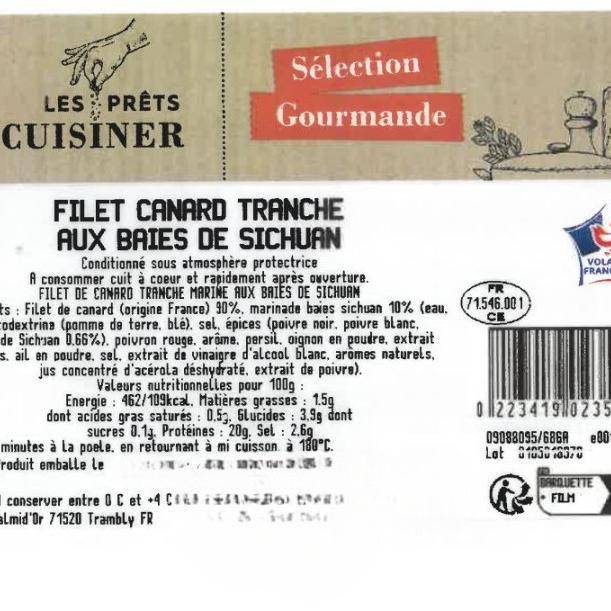 LES PRÊTS
CUISINER
Sélection
Gourmande
FILET CANARD TRANCHE
AUX BAIES DE SICHUAN
Conditionné sous atmosphère protectrice
A consommer cuit à coeur et rapidement après ouverture.
FILET DE CANARD TRANCHE MARINE AUX BAIES DE SICHUAN
ts : Filet de canard (origine France) 90%, marinade baies sichuan 10% (eau,
todextrine (pomme de terre, blé), sel, épices (poivre noir, poivre blanc,
de Sichuan 0.66%), poivron rouge, arôme, persil, oignon en poudre, extrait
s, ail en poudre, sel, extrait de vinaigre d'alcool blanc, arômes naturels,
jus concentré d'acérola déshydraté, extrait de poivre).
Valeurs nutritionnelles pour 100g :
Energie : 462/109kcal, Matières grasses : 1.5g
dont acides gras saturés : 0.5g, Glucides : 3.9g dont
sucres 0.1g, Protéines : 20g, Sel : 2.6g
minutes à la poele, en retournant à mi cuisson, à 180°C.
roduit emballe le
conserver entre 0 C et +4 C
almid'Or 71520 Trambly FR
VOLA
FRAN
FR
71.546.001
CE
0 223419 0235
09088095/686A e00
Lot
BARQUETTE
+ FILM